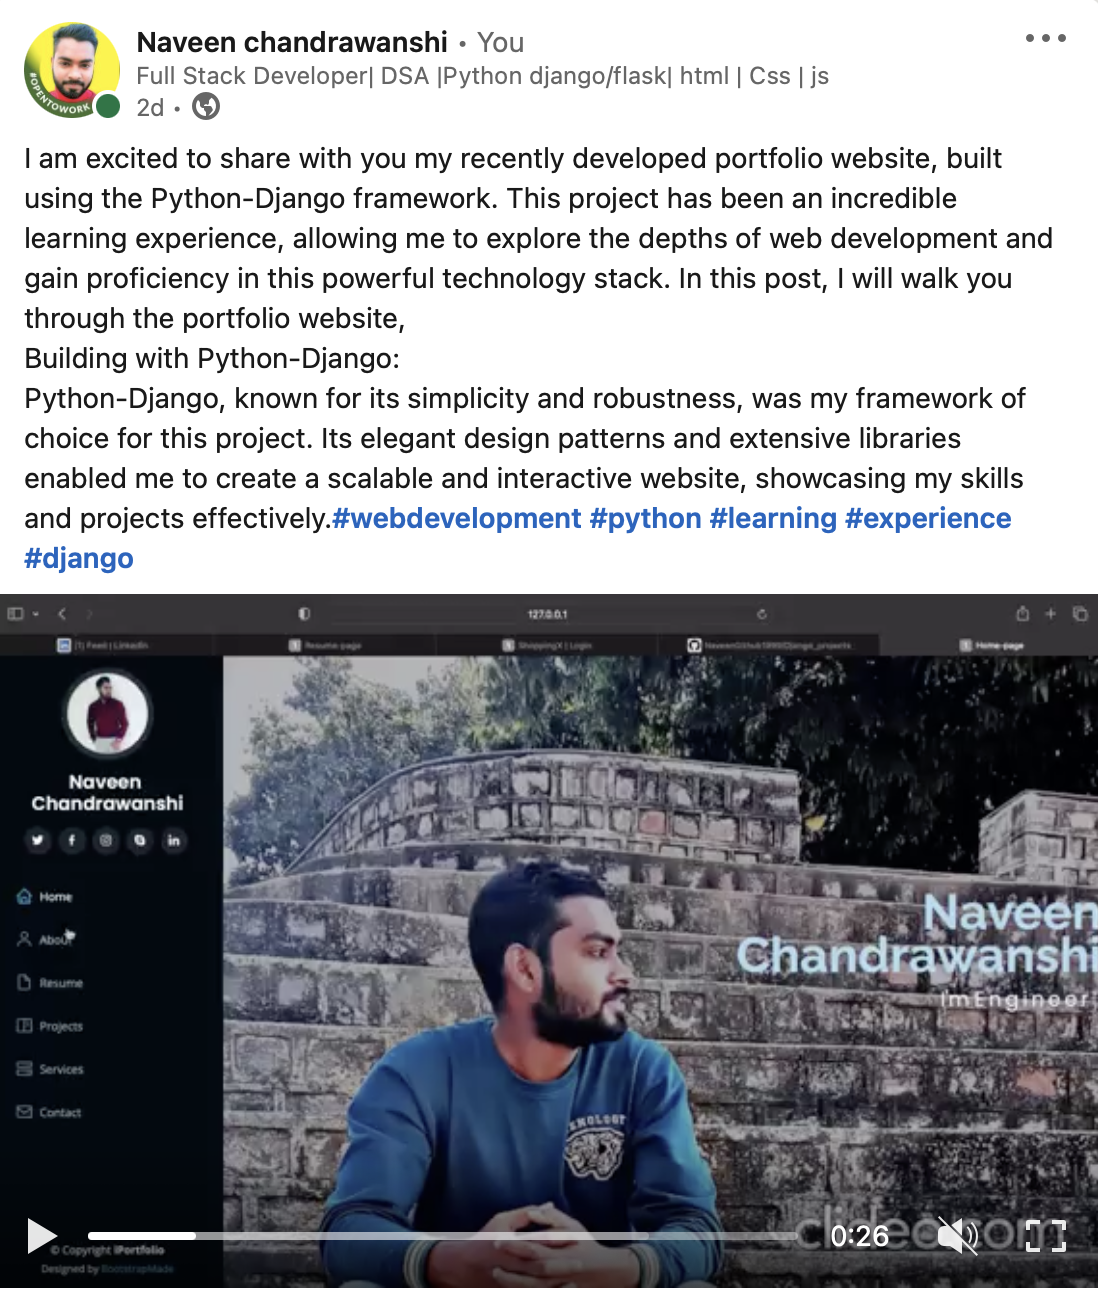 Naveen chandrawanshi • You
Full Stack Developer| DSA |Python django/flask| html | Css | js
2d •
#OPENTOWORK
I am excited to share with you my recently developed portfolio website, built
using the Python-Django framework. This project has been an incredible
learning experience, allowing me to explore the depths of web development and
gain proficiency in this powerful technology stack. In this post, I will walk you
through the portfolio website,
Building with Python-Django:
Python-Django, known for its simplicity and robustness, was my framework of
choice for this project. Its elegant design patterns and extensive libraries
enabled me to create a scalable and interactive website, showcasing my skills
and projects effectively.#webdevelopment #python #learning #experience
#django
127.0.0.1
(1) Feed | LinkedIn
Resume-page
ShoppingX | Login
Home-page
Naveen
Chandrawanshi
Home
About
Resume
Projects
Services
Contact
Naveen
Chandrawanshi
Im Engineer
NOLOGY
0:26
© Copyright iPortfolio
Designed by BootstrapMade